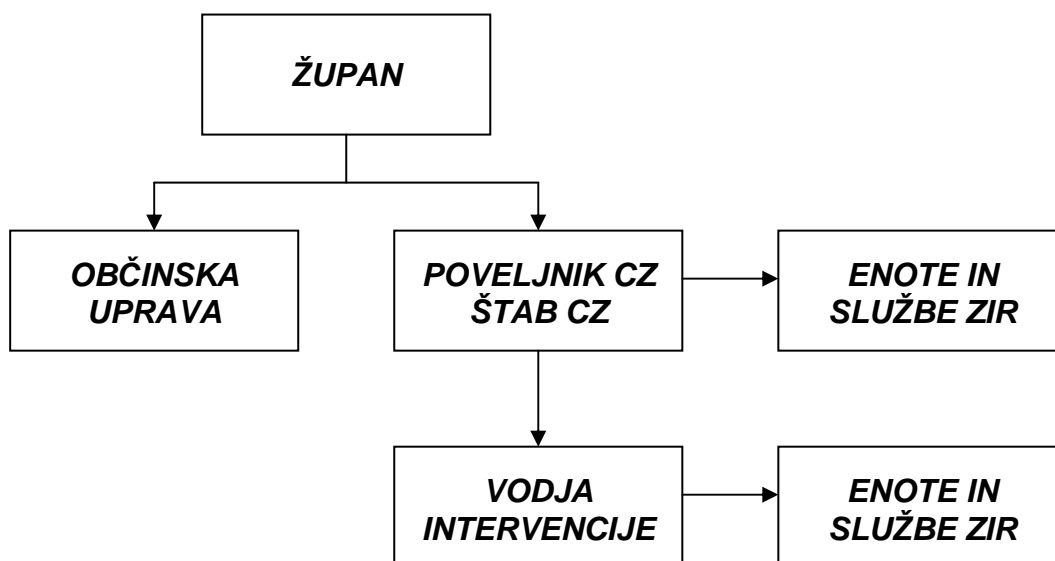 ŽUPAN
OBČINSKA
UPRAVA
POVELJNIK CZ
ŠTAB CZ
ENOTE IN
SLUŽBE ZIR
VODJA
INTERVENCIJE
ENOTE IN
SLUŽBE ZIR